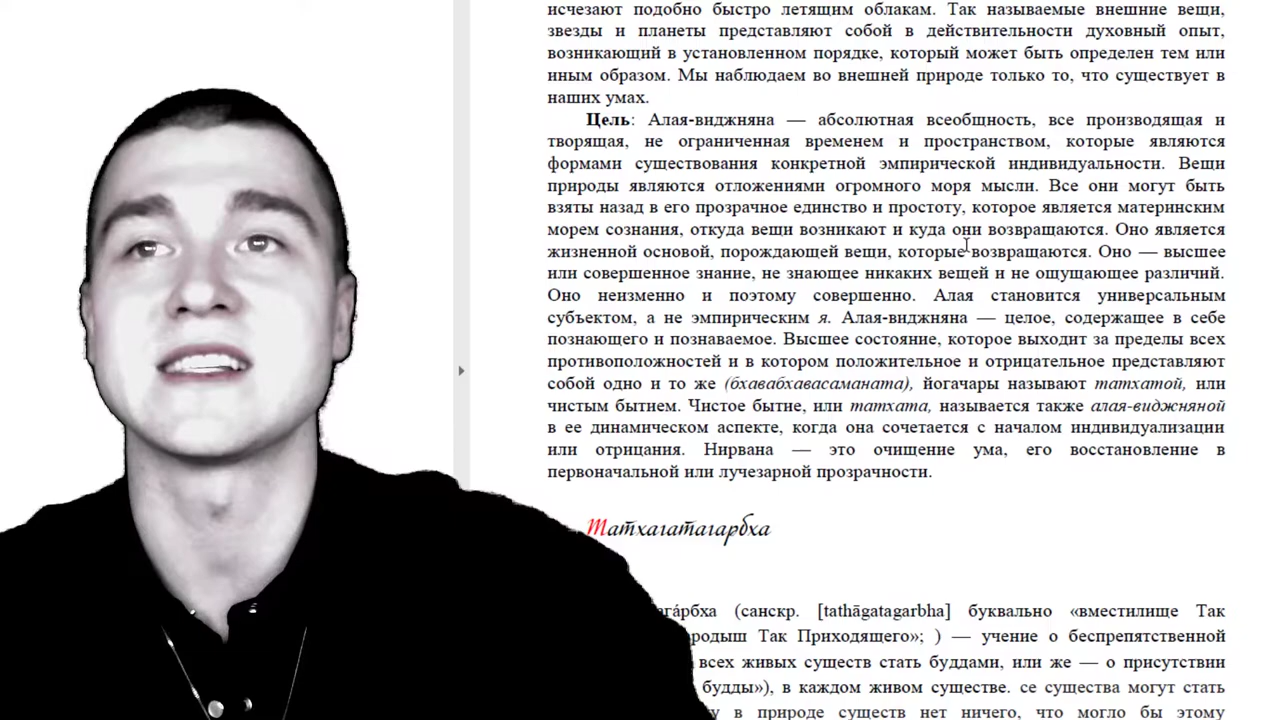 исчезают подобно быстро летящим облакам. Так называемые внешние вещи,
звезды и планеты представляют собой в действительности духовный опыт,
возникающий в установленном порядке, который может быть определен тем или
иным образом. Мы наблюдаем во внешней природе только то, что существует в
наших умах.
Цель: Алая-виджняна — абсолютная всеобщность, все производящая и
творящая, не ограниченная временем и пространством, которые являются
формами существования конкретной эмпирической индивидуальности. Вещи
природы являются отложениями огромного моря мысли. Все они могут быть
взяты назад в его прозрачное единство и простоту, которое является материнским
морем сознания, откуда вещи возникают и куда они возвращаются. Оно является
жизненной основой, порождающей вещи, которые возвращаются. Оно — высшее
или совершенное знание, не знающее никаких вещей и не ощущающее различий.
Оно неизменно и поэтому совершенно. Алая становится универсальным
субъектом, а не эмпирическим я. Алая-виджняна — целое, содержащее в себе
познающего и познаваемое. Высшее состояние, которое выходит за пределы всех
противоположностей и в котором положительное и отрицательное представляют
собой одно и то же (бхавабхавасаманата), йогачары называют татхатой, или
чистым бытием. Чистое бытие, или татхата, называется также алая-виджняной
в ее динамическом аспекте, когда она сочетается с началом индивидуализации
или отрицания. Нирвана — это очищение ума, его восстановление в
первоначальной или лучезарной прозрачности.
Татхагатагарбха
(санскр. [tathāgatagarbha] буквально «вместилище Так
Так Приходящего»; ) — учение о беспрепятственной
всех живых существ стать буддами, или же — о присутствии
будды»), в каждом живом существе. се существа могут стать
в природе существ нет ничего, что могло бы этому